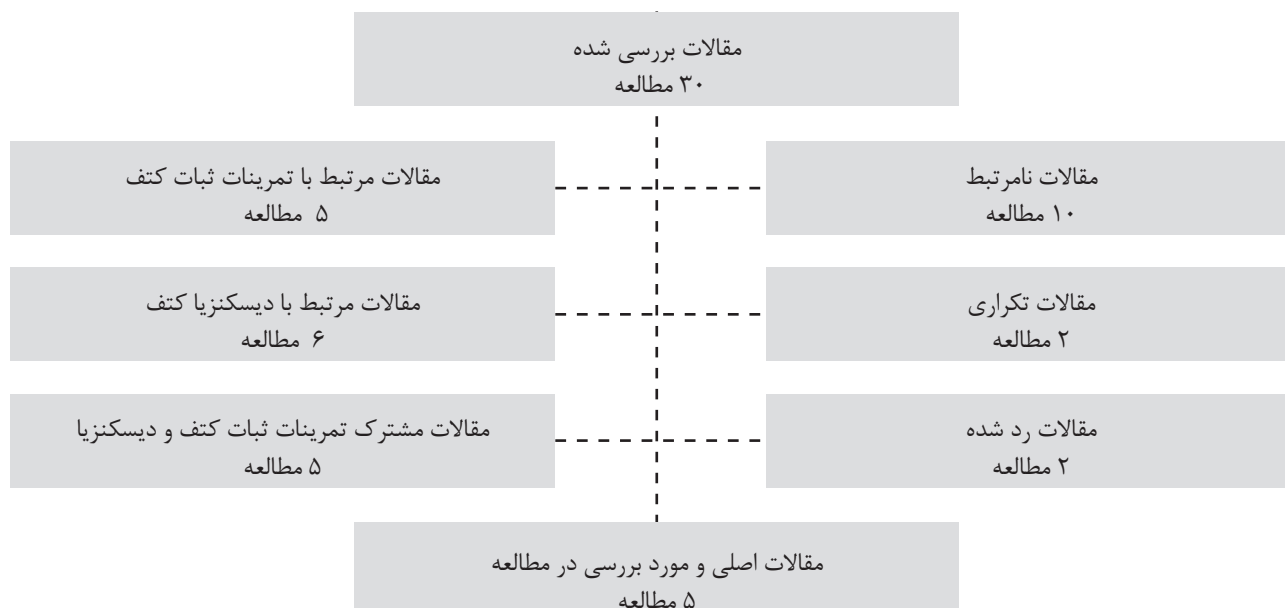 مقالات بررسی شده
۳۰ مطالعه
مقالات نامرتبط
۱۰ مطالعه
مقالات مرتبط با تمرینات ثبات کتف
۵ مطالعه
مقالات تکراری
۲ مطالعه
مقالات مرتبط با دیسکنزیا کتف
۶ مطالعه
مقالات رد شده
۲ مطالعه
مقالات مشترک تمرینات ثبات کتف و دیسکنزیا
۵ مطالعه
مقالات اصلی و مورد بررسی در مطالعه
۵ مطالعه